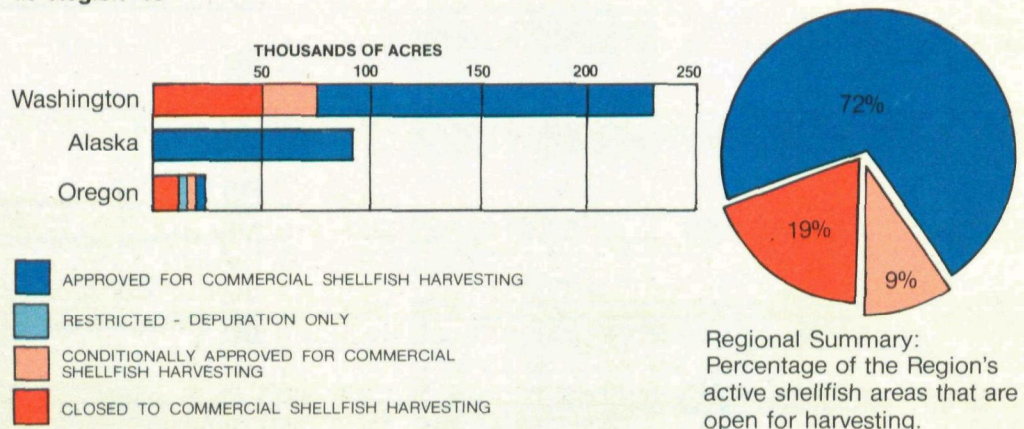 THOUSANDS OF ACRES
50 100 150 200 250
Washington
Alaska
Oregon
72%
19%
9%
APPROVED FOR COMMERCIAL SHELLFISH HARVESTING
RESTRICTED - DEPURATION ONLY
CONDITIONALLY APPROVED FOR COMMERCIAL
SHELLFISH HARVESTING
CLOSED TO COMMERCIAL SHELLFISH HARVESTING
Regional Summary:
Percentage of the Region's
active shellfish areas that are
open for harvesting.